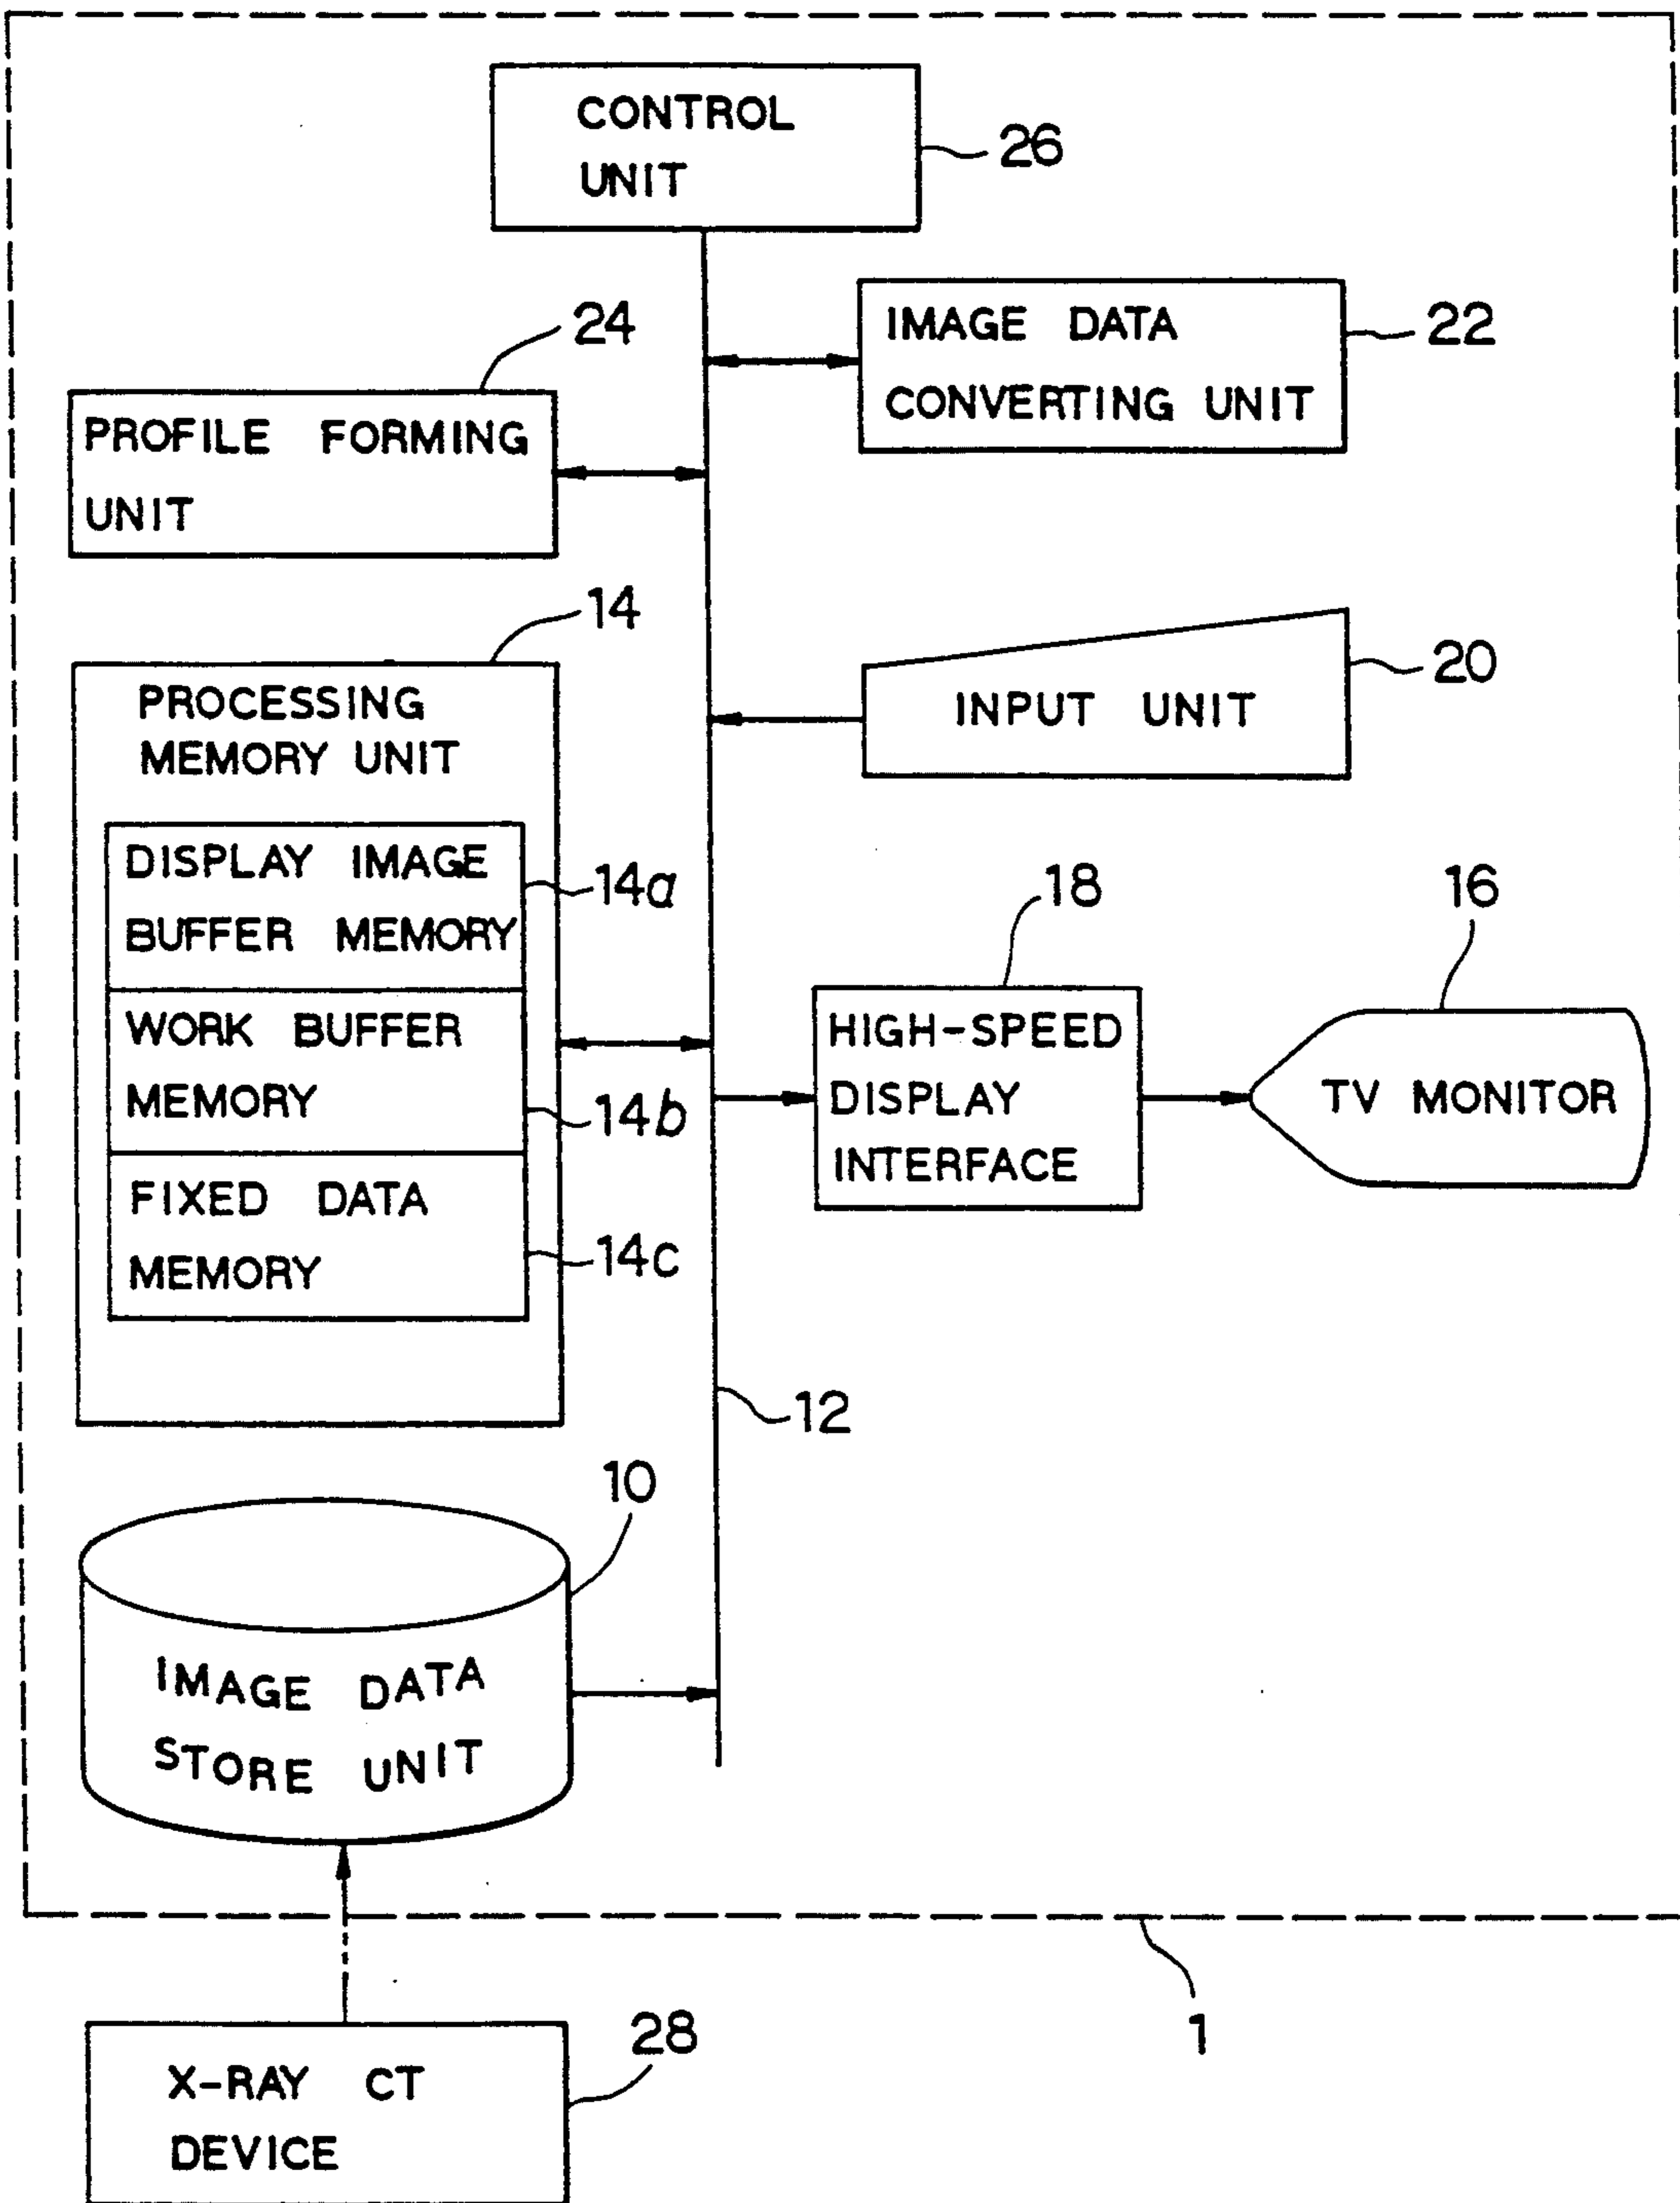 CONTROL
UNIT
26
IMAGE DATA
CONVERTING UNIT
22
24
PROFILE FORMING
UNIT
14
PROCESSING
MEMORY UNIT
DISPLAY IMAGE
BUFFER MEMORY
14a
WORK BUFFER
MEMORY
14b
FIXED DATA
MEMORY
14c
20
INPUT UNIT
18
HIGH-SPEED
DISPLAY
INTERFACE
16
TV MONITOR
12
10
IMAGE DATA
STORE UNIT
1
28
X-RAY CT
DEVICE